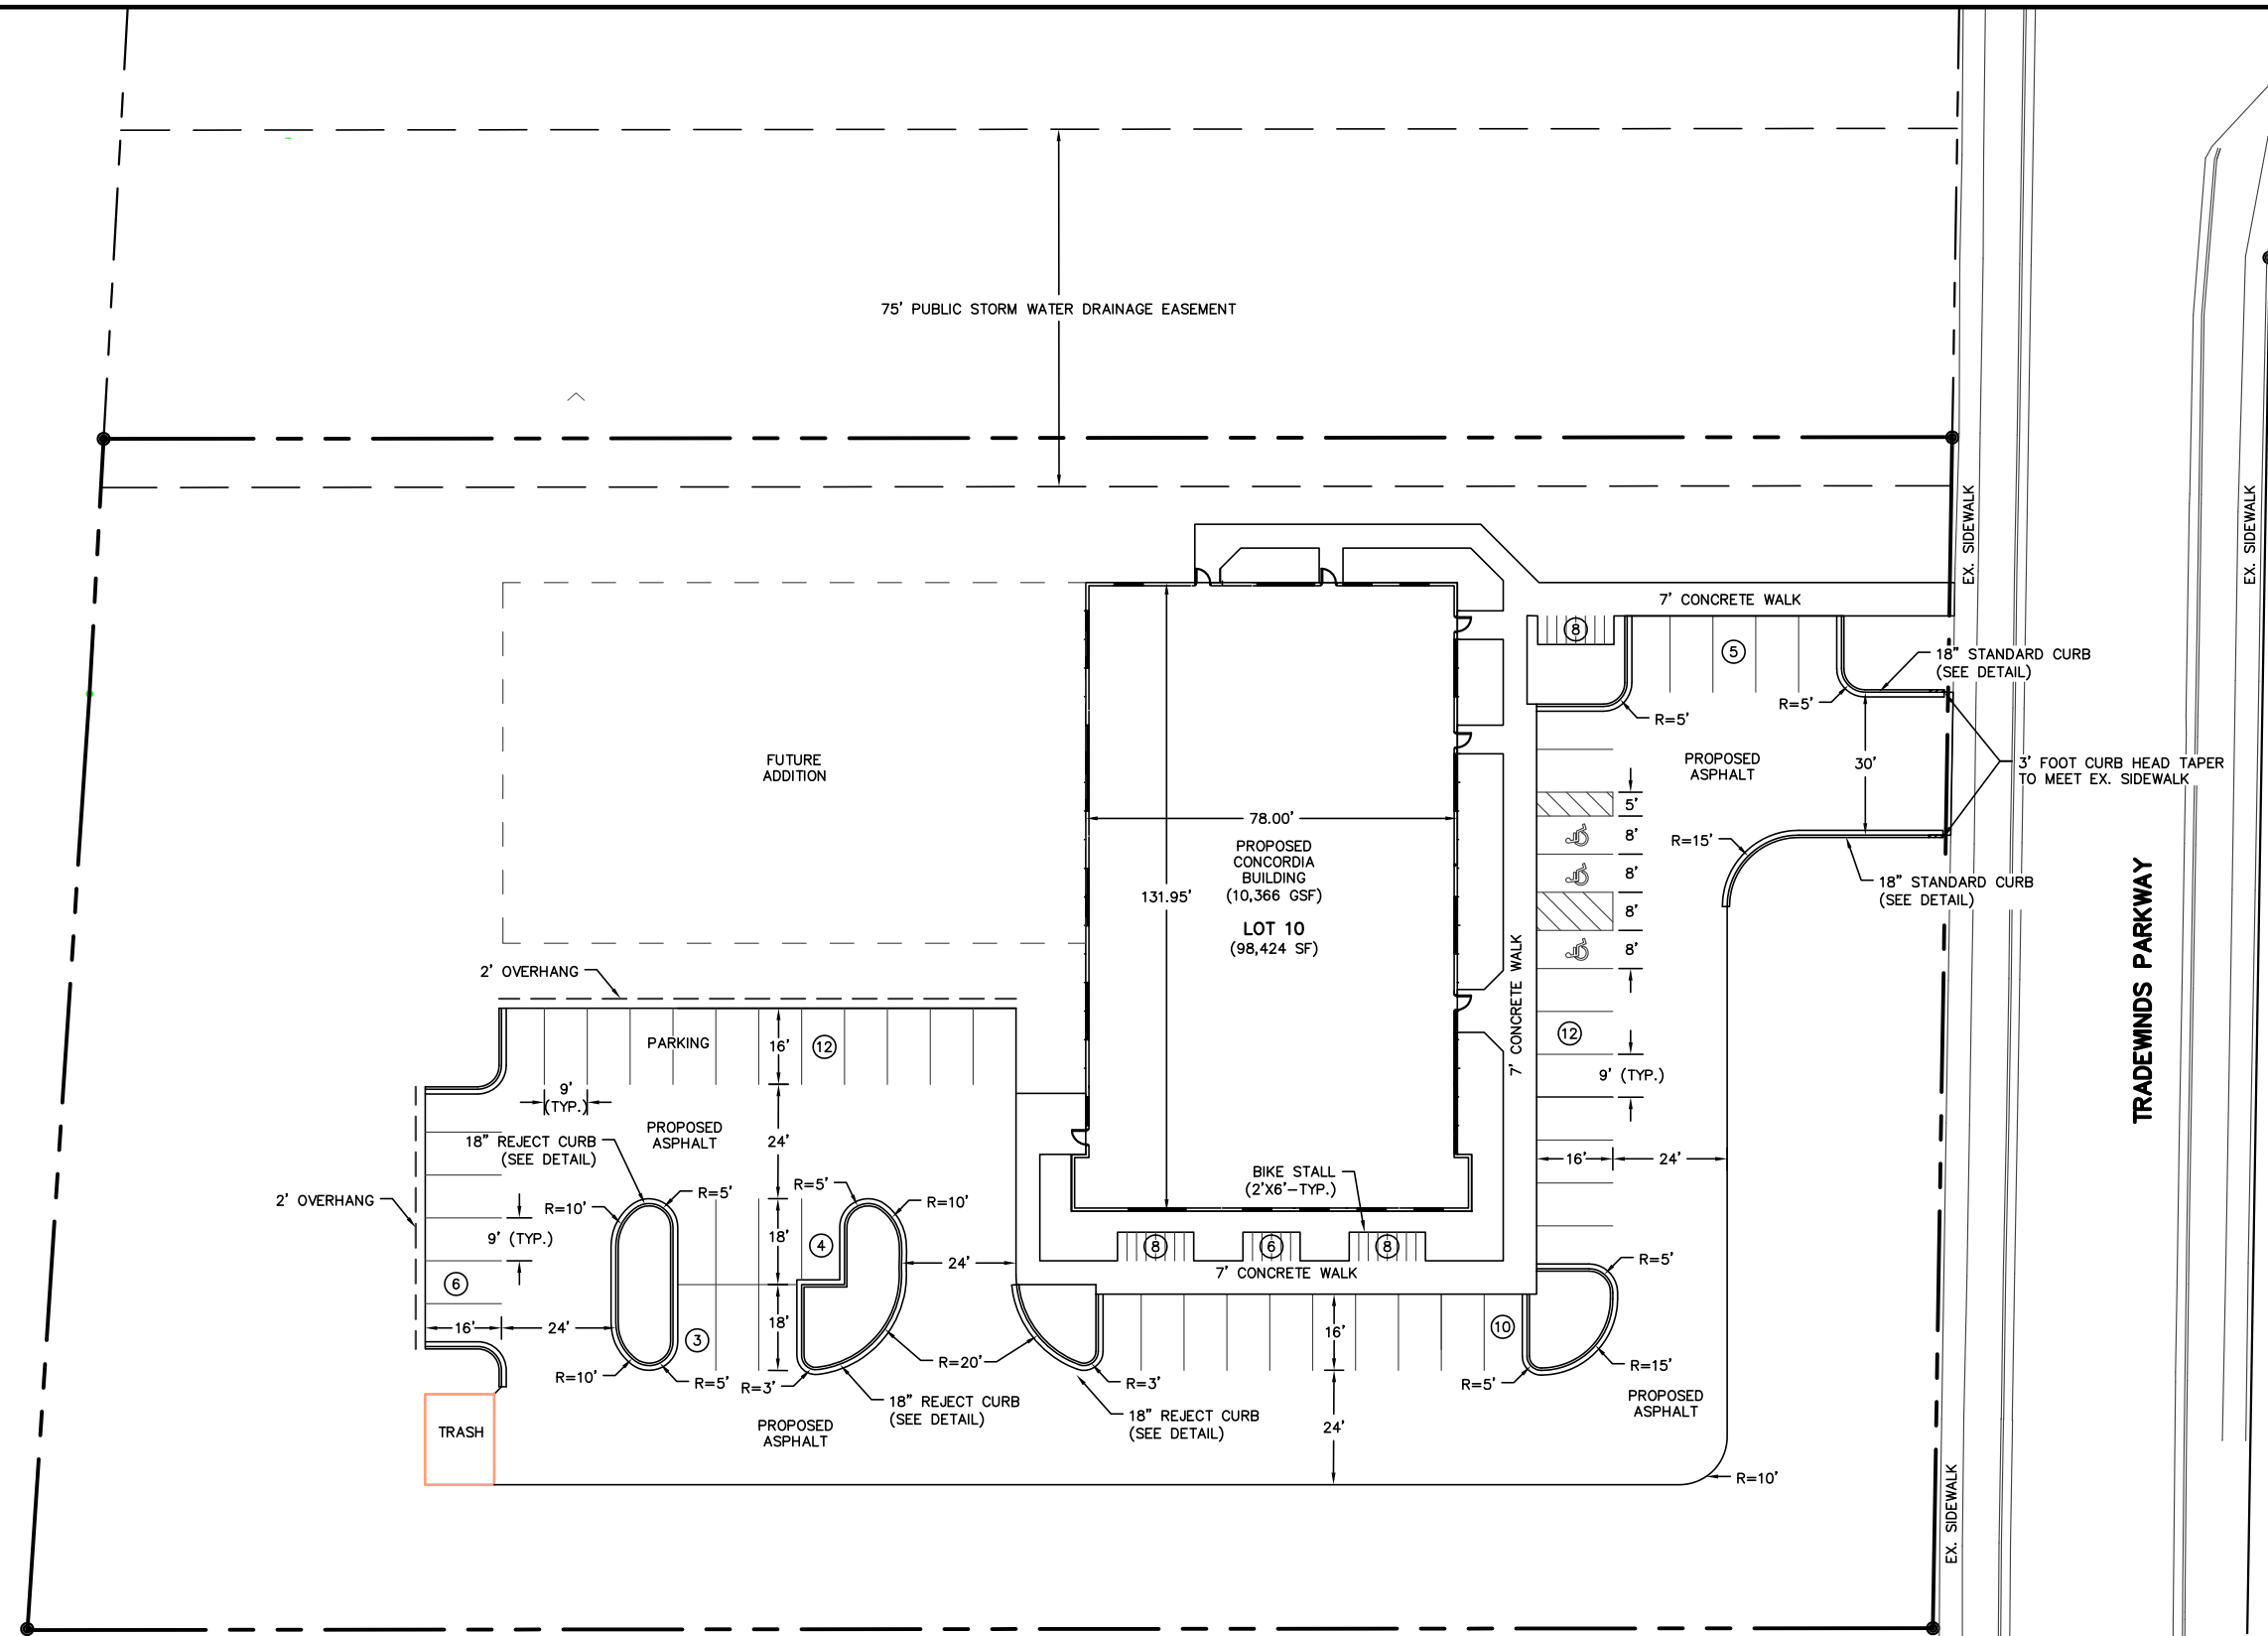 75' PUBLIC STORM WATER DRAINAGE EASEMENT
EX. SIDEWALK
EX. SIDEWALK
7' CONCRETE WALK
8
5
18" STANDARD CURB
(SEE DETAIL)
R=5'
R=5'
FUTURE
ADDITION
PROPOSED
ASPHALT
30'
3' FOOT CURB HEAD TAPER
TO MEET EX. SIDEWALK
5'
78.00'
8'
R=15'
PROPOSED
CONCORDIA
BUILDING
(10,366 GSF)
LOT 10
(98,424 SF)
131.95'
8'
18" STANDARD CURB
(SEE DETAIL)
8'
8'
TRADEWINDS PARKWAY
7' CONCRETE WALK
2' OVERHANG
PARKING
16'
12
12
9' (TYP.)
9'
(TYP.)
PROPOSED
ASPHALT
24'
18" REJECT CURB
(SEE DETAIL)
16'
24'
BIKE STALL
(2'X6'-TYP.)
2' OVERHANG
R=10'
R=5'
R=5'
R=10'
9' (TYP.)
18'
4
24'
8
6
8
7' CONCRETE WALK
R=5'
6
16'
24'
3
18'
16'
10
R=20'
R=15'
R=10'
R=5'
R=3'
R=3'
R=5'
18" REJECT CURB
(SEE DETAIL)
18" REJECT CURB
(SEE DETAIL)
PROPOSED
ASPHALT
TRASH
PROPOSED
ASPHALT
24'
R=10'
EX. SIDEWALK